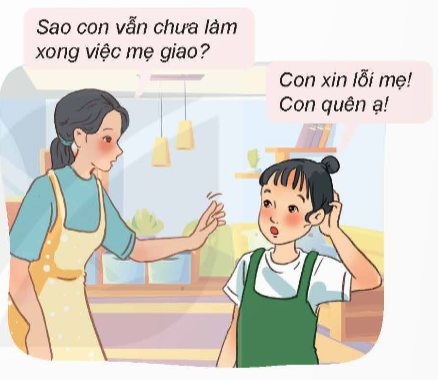 Sao con vẫn chưa làm
xong việc mẹ giao?
Con xin lỗi mẹ!
Con quên ạ!